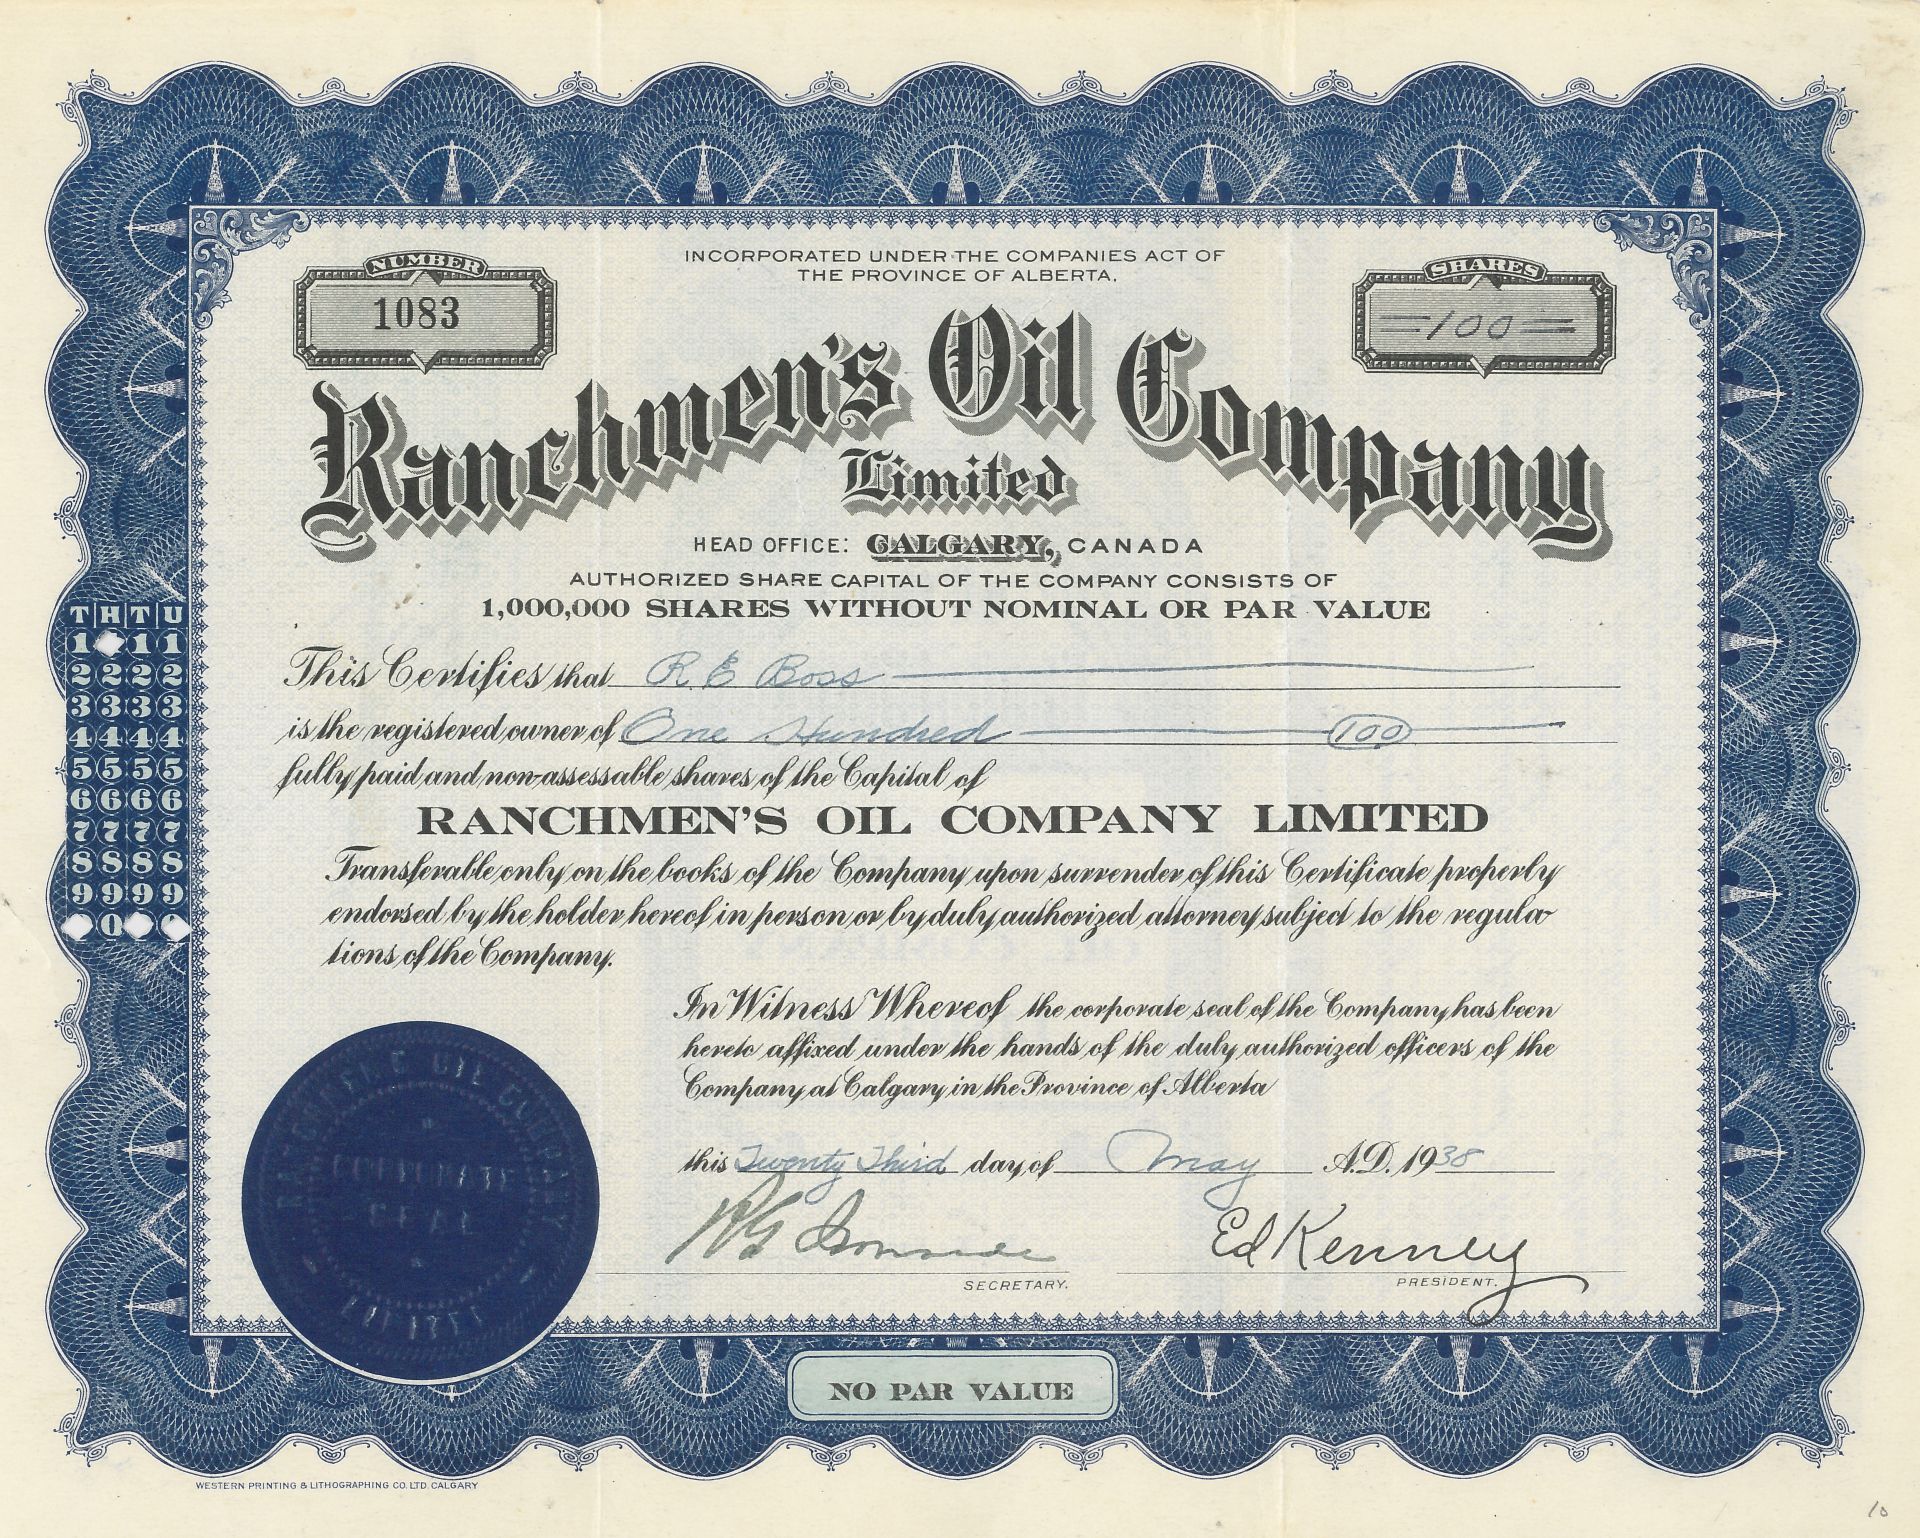 INCORPORATED UNDER THE COMPANIES ACT OF
THE PROVINCE OF ALBERTA.
NUMBER
1083
SHARES
=100=
Ranchmen's Oil Company
Limited
HEAD OFFICE: CALGARY, CANADA
AUTHORIZED SHARE CAPITAL OF THE COMPANY CONSISTS OF
1,000,000 SHARES WITHOUT NOMINAL OR PAR VALUE
T H T U
1 1 1
2 2 2 2
3 3 3 3
4 4 4 4
5 5 5 5
6 6 6 6
7 7 7 7
8 8 8 8
9 9 9 9
0
This Certifies that R. E Boss
is the registered owner of One Hundred (100)
fully paid and non-assessable shares of the Capital of
RANCHMEN'S OIL COMPANY LIMITED
Transferable only on the books of the Company upon surrender of this Certificate properly
endorsed by the holder hereof in person or by duly authorized attorney subject to the regula
tions of the Company.
In Witness Whereof the corporate seal of the Company has been
hereto affixed under the hands of the duly authorized officers of the
Company at Calgary in the Province of Alberta
this Twenty Third day of May A.D. 1938
Ed Kenney
SECRETARY.
PRESIDENT.
RANCHMEN'S OIL COMPANY
CORPORATE
SEAL
LIMITED
NO PAR VALUE
WESTERN PRINTING & LITHOGRAPHING CO. LTD. CALGARY
10